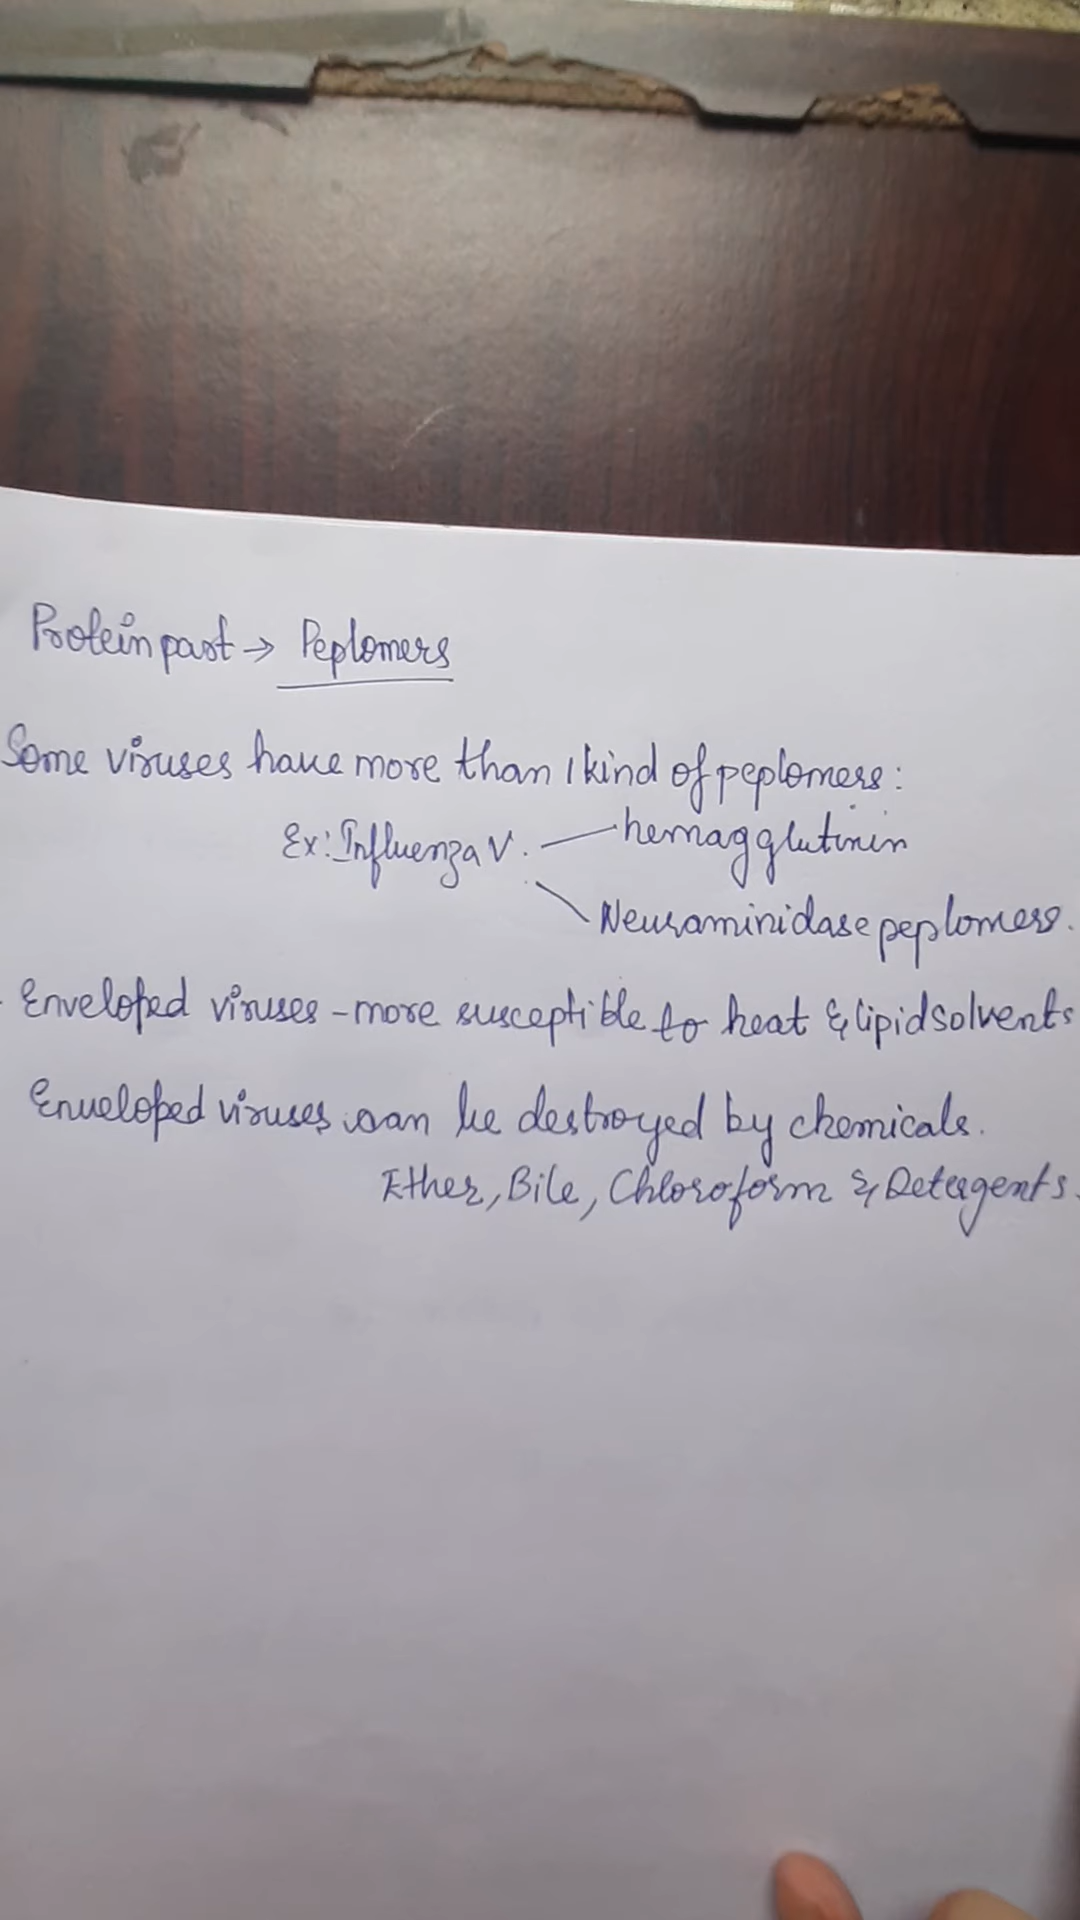 Protein part → Peplomers
Some viruses have more than 1 kind of peplomers:
Ex: Influenza V. — hemagglutinin
Neuraminidase peplomers.
Enveloped viruses - more susceptible to heat & lipid solvents
Enveloped viruses can be destroyed by chemicals.
Ether, Bile, Chloroform & Detergents.